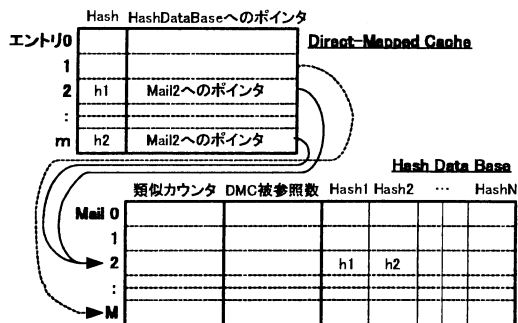 Hash HashDataBaseへのポインタ
エントリ0 Direct-Mapped Cache
1
2 h1 Mail2へのポインタ
:
m h2 Mail2へのポインタ
Hash Data Base
類似カウンタ DMC被参照数 Hash1 Hash2 … HashN
Mail 0
1
2 h1 h2
:
M